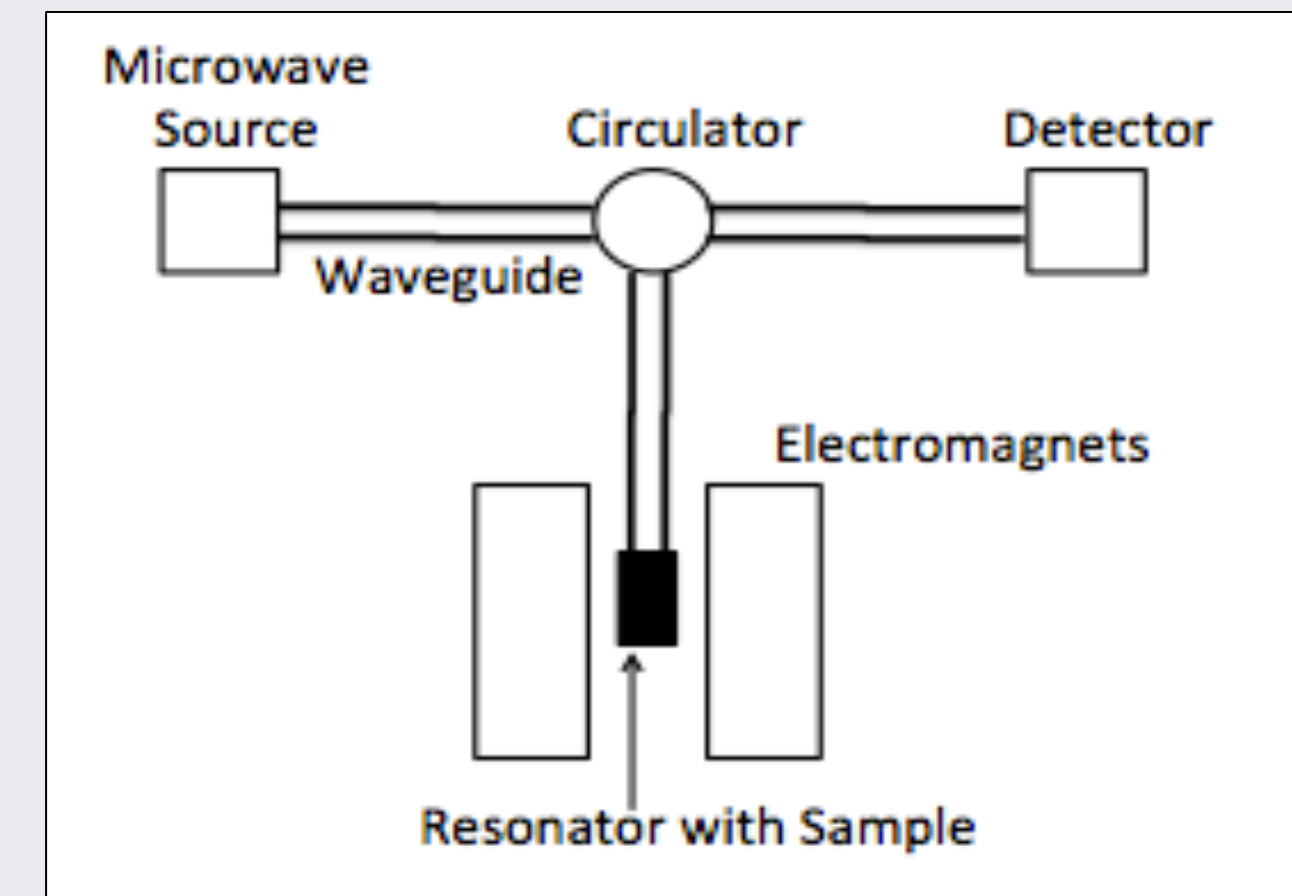 Microwave
Source
Circulator
Detector
Waveguide
Electromagnets
Resonator with Sample